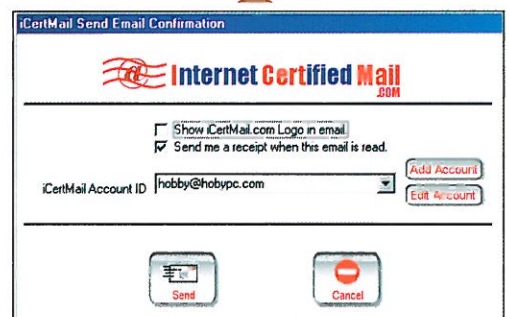 iCertMail Send Email Confirmation
Internet Certified Mail
.COM
Show iCertMail.com Logo in email.
Send me a receipt when this email is read.
Add Account
iCertMail Account ID hobby@hobypc.com
Edit Account
Send Cancel